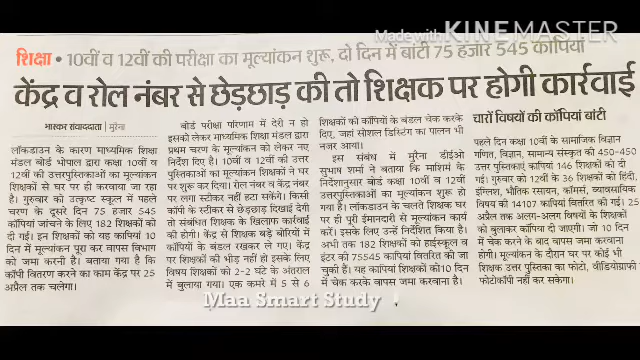 Made with KINEMASTER
शिक्षा • 10वीं व 12वीं की परीक्षा का मूल्यांकन शुरू, दो दिन में बांटी 75 हजार 545 कापियां
केंद्र व रोल नंबर से छेड़छाड़ की तो शिक्षक पर होगी कार्रवाई
भास्कर संवाददाता | मुरैना
लॉकडाउन के कारण माध्यमिक शिक्षा
मंडल बोर्ड भोपाल द्वारा कक्षा 10वीं व
12वीं की उत्तरपुस्तिकाओं का मूल्यांकन
शिक्षकों से घर पर ही करवाया जा रहा
है। गुरुवार को उत्कृष्ट स्कूल में पहले
चरण के दूसरे दिन 75 हजार 545
कॉपियां जांचने के लिए 182 शिक्षकों को दी
गई। इन शिक्षकों को यह कापियां 10
दिन में मूल्यांकन पूरा कर वापस विभाग
को जमा करनी है। बताया गया है कि
कॉपी वितरण करने का काम केंद्र पर 25
अप्रैल तक चलेगा।
बोर्ड परीक्षा परिणाम में देरी न हो
इसको लेकर माध्यमिक शिक्षा मंडल द्वारा
प्रथम चरण के मूल्यांकन को लेकर नए
निर्देश दिए है। 10वीं व 12वीं की उत्तर
पुस्तिकाओं का मूल्यांकन शिक्षकों ने घर
पर शुरू कर दिया। रोल नंबर व केंद्र नंबर
पर लगा स्टीकर नहीं हटा सकेंगे। किसी
कॉपी के स्टीकर से छेड़छाड़ दिखाई देगी
तो संबंधित शिक्षक के खिलाफ कार्रवाई
की होगी। केंद्र से शिक्षक बड़े बोरियों में
कॉपियों के बंडल रखकर ले गए। केंद्र
पर शिक्षकों की भीड़ नहीं हो इसके लिए
विषय शिक्षकों को 2-2 घंटे के अंतराल
में बुलाया गया। एक कमरे में 5 से 6
शिक्षकों को कॉपियों के बंडल चेक करके
दिए, जहां सोशल डिस्टिंग का पालन भी
नजर आया।
इस संबंध में मुरैना डीईओ
सुभाष शर्मा ने बताया कि माशिमं के
निर्देशानुसार बोर्ड कक्षा 10वीं व 12वीं
उत्तरपुस्तिकाओं का मूल्यांकन शुरू हो
गया है। लॉकडाउन के चलते शिक्षक घर
पर ही पूरी ईमानदारी से मूल्यांकन कार्य
करें। इसके लिए उन्हें निर्देशित किया है।
अभी तक 182 शिक्षकों को हाईस्कूल व
इंटर की 75545 कापियां वितरित की जा
चुकी हैं। यह कापियां शिक्षकों को 10 दिन
में चेक करके वापस जमा करवाना है।
चारों विषयों की कॉपियां बांटी
पहले दिन कक्षा 10वीं के सामाजिक विज्ञान
गणित, विज्ञान, सामान्य संस्कृत की 450-450
उत्तर पुस्तिकाएं कापियां 146 शिक्षकों को दी
गई। गुरुवार को 12वीं के 36 शिक्षकों को हिंदी,
इंग्लिश, भौतिक रसायन, कॉमर्स, व्यावसायिक
विषय की 14107 कापियां वितरित की गई। 25
अप्रैल तक अलग-अलग विषयों के शिक्षकों
को बुलाकर कॉपियां दी जाएगी। जो 10 दिन
में चेक करने के बाद वापस जमा करवाना
होगी। मूल्यांकन के दौरान घर पर कोई भी
शिक्षक उत्तर पुस्तिका का फोटो, वीडियोग्राफी
फोटोकॉपी नहीं कर सकेगा।
Maa Smart Study